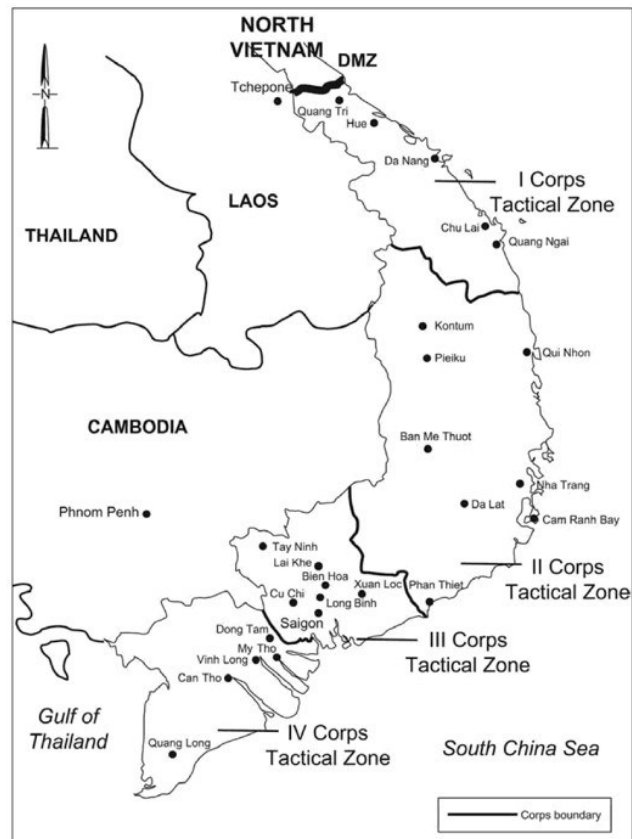 NORTH
VIETNAM
DMZ
N
Tchepone
Quang Tri
Hue
Da Nang
I Corps
Tactical Zone
LAOS
THAILAND
Chu Lai
Quang Ngai
Kontum
Pieiku
Qui Nhon
CAMBODIA
Ban Me Thuot
Nha Trang
Da Lat
Phnom Penh
Cam Ranh Bay
Tay Ninh
Lai Khe
II Corps
Tactical Zone
Bien Hoa
Xuan Loc
Phan Thiet
Cu Chi
Long Binh
Saigon
Dong Tam
III Corps
Tactical Zone
My Tho
Vinh Long
Can Tho
Gulf of
Thailand
IV Corps
Tactical Zone
Quang Long
South China Sea
Corps boundary